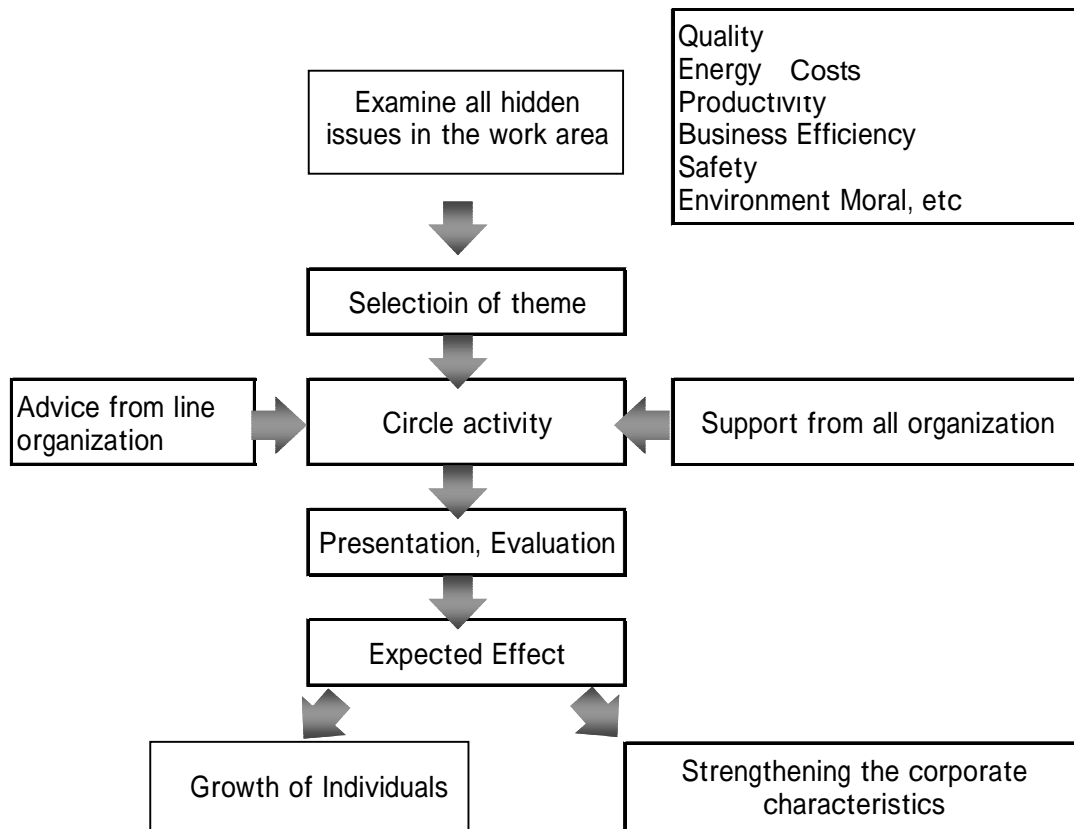 Quality
Energy Costs
Productivity
Business Efficiency
Safety
Environment Moral, etc
Examine all hidden
issues in the work area
Selectioin of theme
Advice from line
organization
Circle activity
Support from all organization
Presentation, Evaluation
Expected Effect
Growth of Individuals
Strengthening the corporate
characteristics